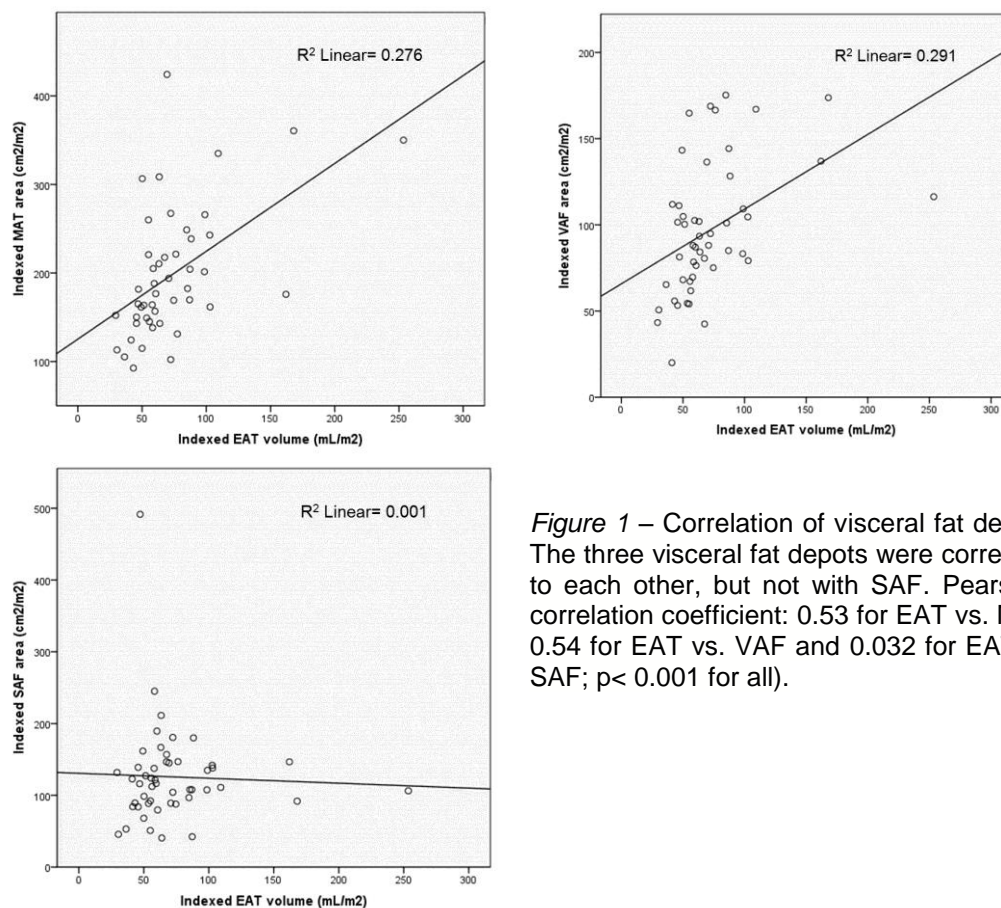 R² Linear= 0.276
400
300
200
100
0 50 100 150 200 250 300
Indexed MAT area (cm2/m2)
Indexed EAT volume (mL/m2)
R² Linear= 0.291
200
150
100
50
0
0 50 100 150 200 250 300
Indexed VAF area (cm2/m2)
Indexed EAT volume (mL/m2)
R² Linear= 0.001
500
400
300
200
100
0
0 50 100 150 200 250 300
Indexed SAF area (cm2/m2)
Indexed EAT volume (mL/m2)
Figure 1 – Correlation of visceral fat
The three visceral fat depots were
to each other, but not with SAF.
correlation coefficient: 0.53 for EAT vs.
0.54 for EAT vs. VAF and 0.032 for
SAF; p< 0.001 for all).